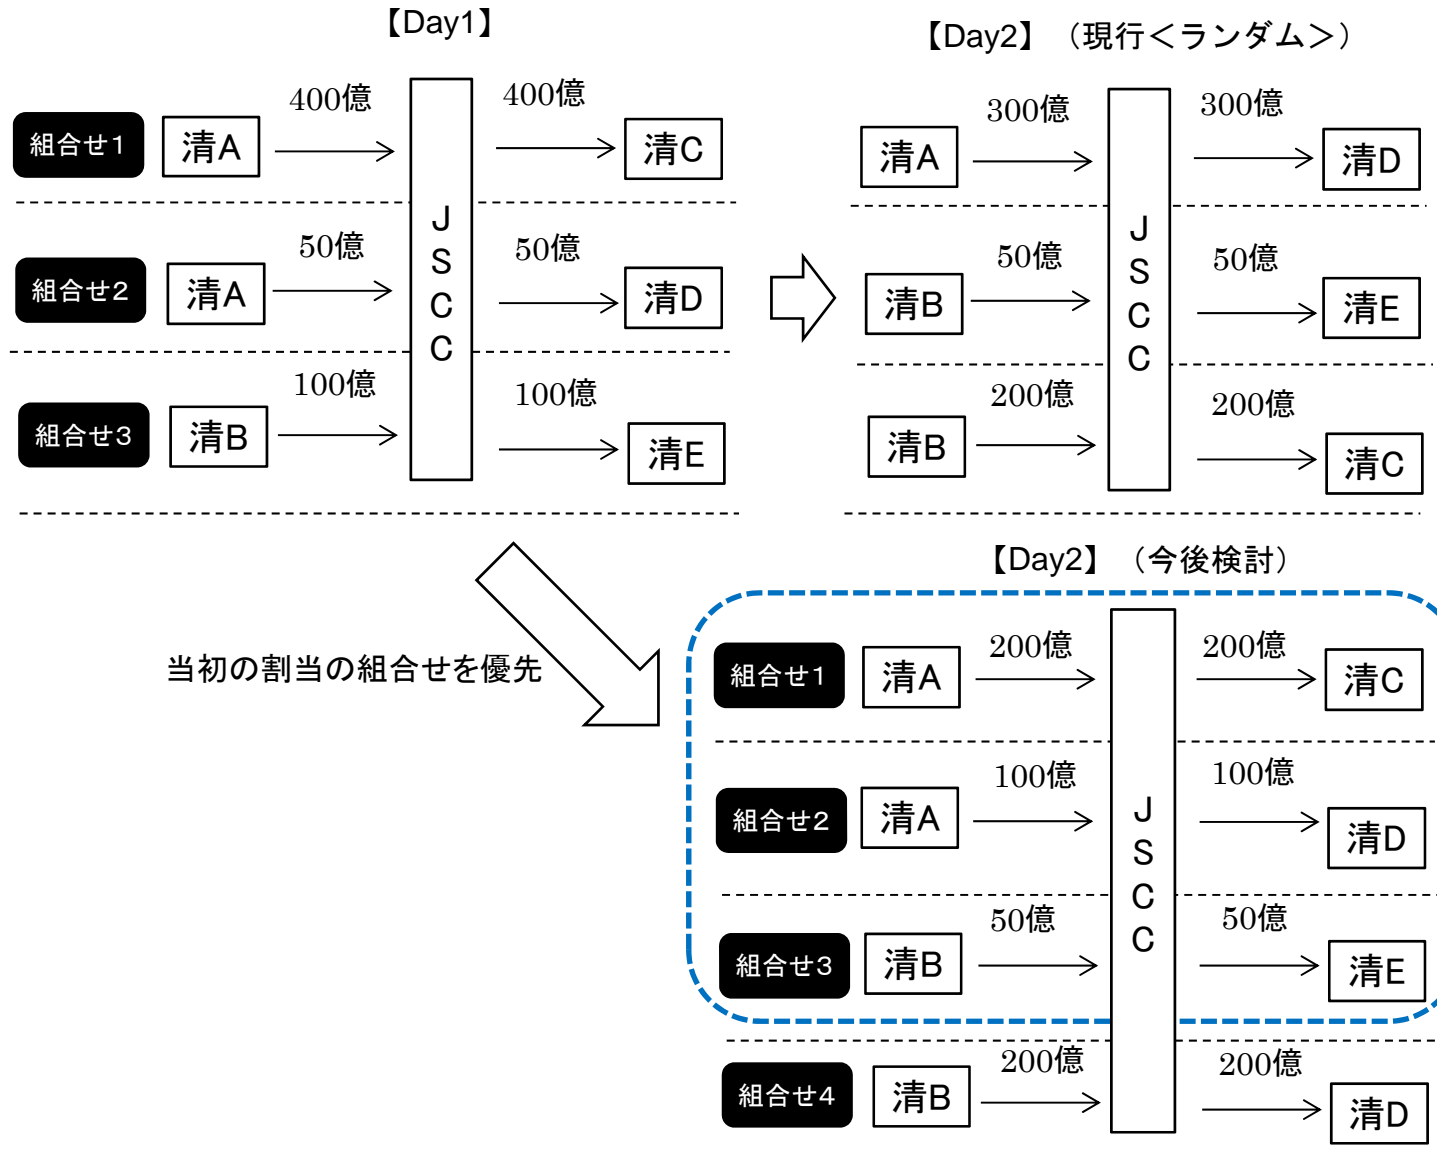 【Day1】
400億
400億
組合せ1
清A
清C
50億
50億
組合せ2
清A
清D
100億
100億
組合せ3
清B
清E
JSCC
【Day2】（現行＜ランダム＞）
300億
300億
清A
清D
50億
50億
清B
清E
200億
200億
清B
清C
JSCC
当初の割当の組合せを優先
【Day2】（今後検討）
200億
200億
組合せ1
清A
清C
100億
100億
組合せ2
清A
清D
50億
50億
組合せ3
清B
清E
200億
200億
組合せ4
清B
清D
JSCC